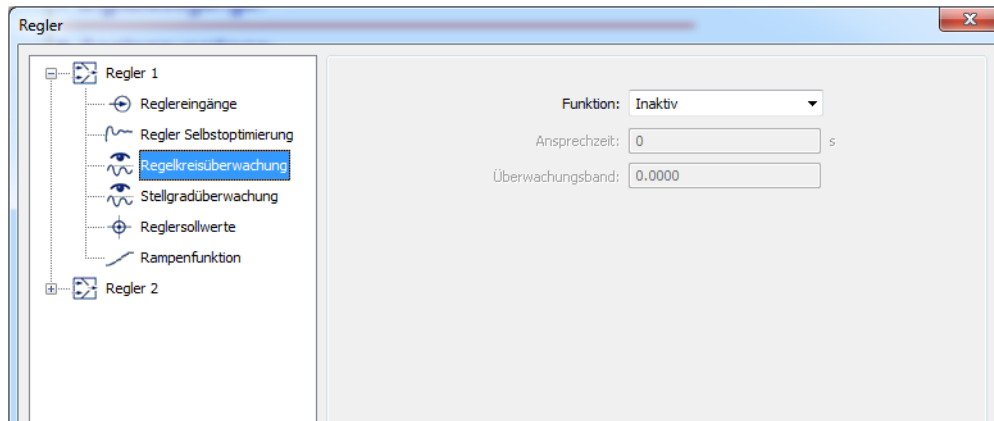 Regler
Regler 1
Reglereingänge
Regler Selbstoptimierung
Regelkreisüberwachung
Stellgradüberwachung
Reglersollwerte
Rampenfunktion
Regler 2
Funktion: Inaktiv
Ansprechzeit: 0 s
Überwachungsband: 0.0000